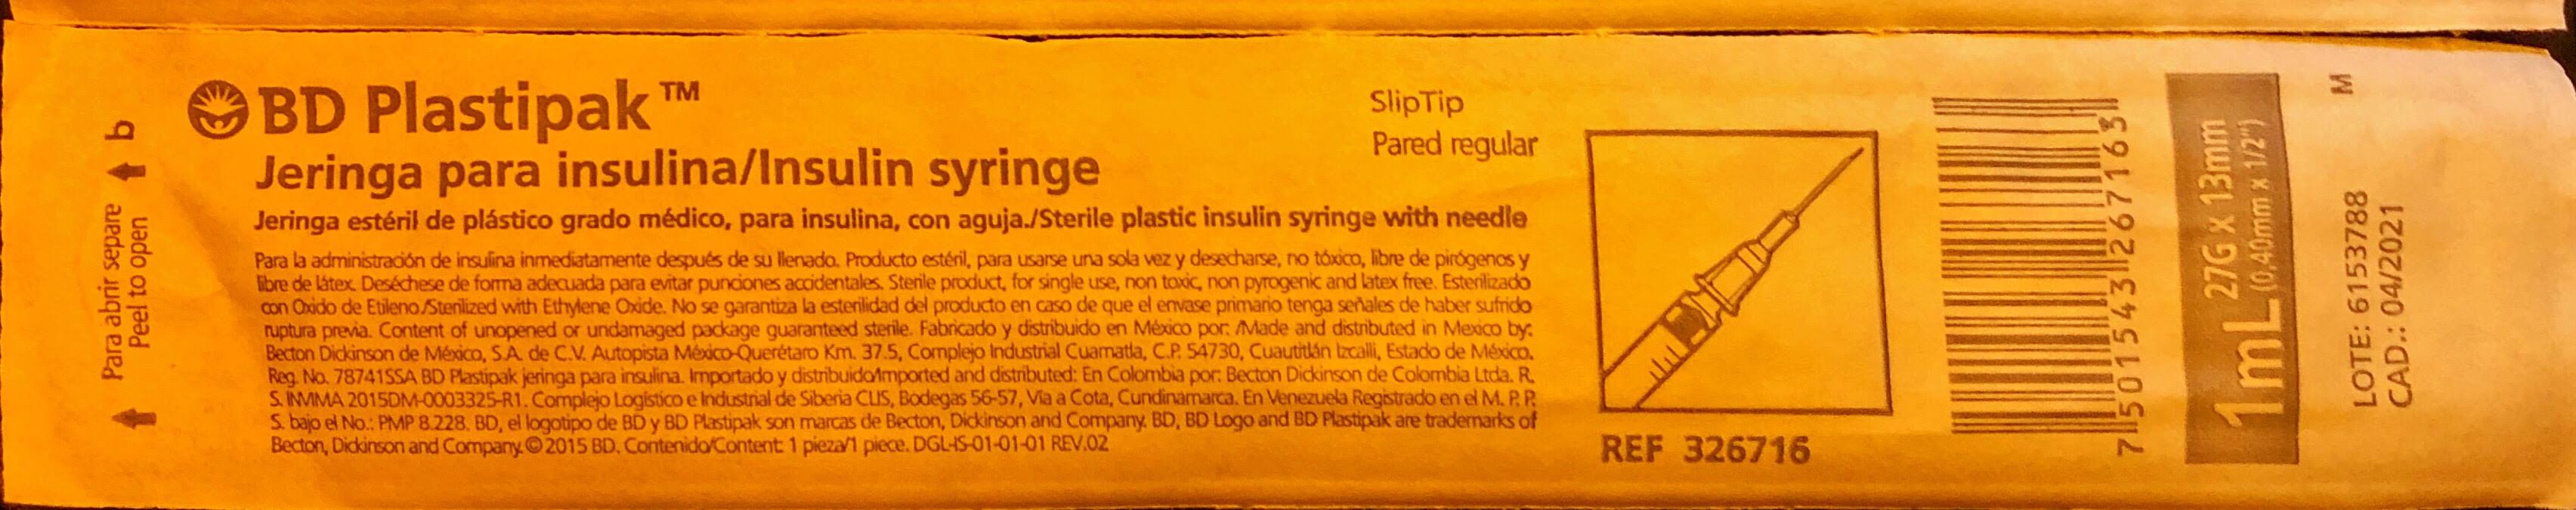 Para abrir separe
Peel to open
b
BD Plastipak™
Jeringa para insulina/Insulin syringe
Jeringa estéril de plástico grado médico, para insulina, con aguja./Sterile plastic insulin syringe with needle
Para la administración de insulina inmediatamente después de su llenado. Producto estéril, para usarse una sola vez y desecharse, no tóxico, libre de pirógenos y
libre de látex. Deséchese de forma adecuada para evitar punciones accidentales. Sterile product, for single use, non toxic, non pyrogenic and latex free. Esterilizado
con Oxido de Etileno./Sterilized with Ethylene Oxide. No se garantiza la esterilidad del producto en caso de que el envase primario tenga señales de haber sufrido
ruptura previa. Content of unopened or undamaged package guaranteed sterile. Fabricado y distribuido en México por: /Made and distributed in Mexico by:
Becton Dickinson de México, S.A. de C.V. Autopista México-Querétaro Km. 37.5, Complejo Industrial Cuamatla, C.P. 54730, Cuautitlán Izcalli, Estado de México.
Reg. No. 78741SSA BD Plastipak jeringa para insulina. Importado y distribuido/Imported and distributed: En Colombia por: Becton Dickinson de Colombia Ltda. R.
S. INVIMA 2015DM-0003325-R1. Complejo Logístico e Industrial de Siberia CLIS, Bodegas 56-57, Vía a Cota, Cundinamarca. En Venezuela Registrado en el M. P. P.
S. bajo el No.: PMP 8.228. BD, el logotipo de BD y BD Plastipak son marcas de Becton, Dickinson and Company. BD, BD Logo and BD Plastipak are trademarks of
Becton, Dickinson and Company. © 2015 BD. Contenido/Content: 1 pieza/1 piece. DGL-IS-01-01-01 REV.02
SlipTip
Pared regular
REF 326716
7 501543 267163
1 mL 27G x 13mm
(0,40mm x 1/2")
M
LOTE: 6153788
CAD.: 04/2021